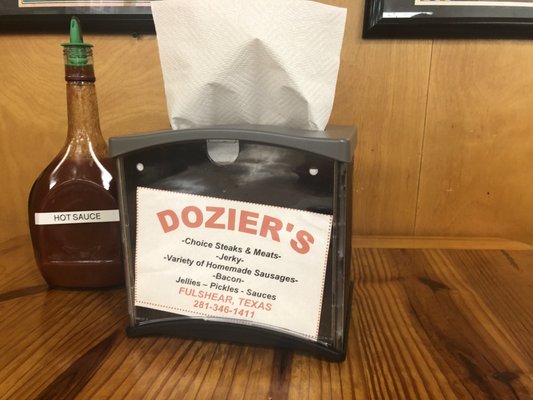 HOT SAUCE
DOZIER'S
-Choice Steaks & Meats-
-Jerky-
-Variety of Homemade Sausages-
-Bacon-
Jellies ~ Pickles - Sauces
FULSHEAR, TEXAS
281-346-1411